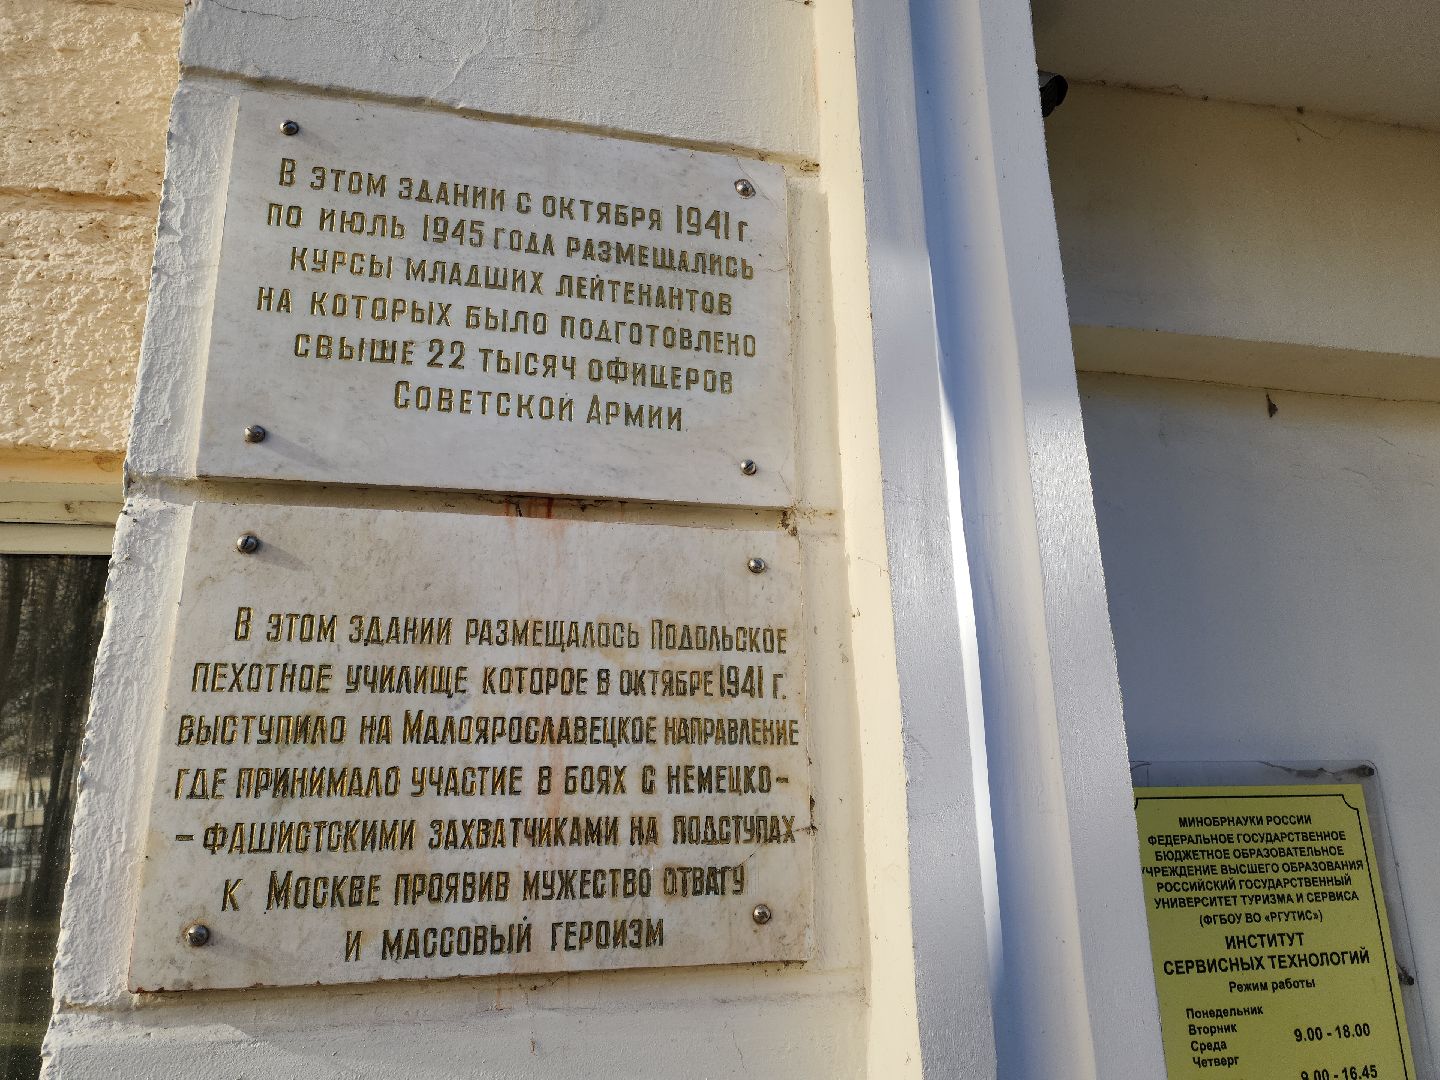 В этом здании с октября 1941 г.
по июль 1945 года размещались
курсы младших лейтенантов
на которых было подготовлено
свыше 22 тысяч офицеров
Советской Армии
В этом здании размещалось Подольское
пехотное училище которое в октябре 1941 г.
выступило на Малоярославецкое направление
где принимало участие в боях с немецко-
-фашистскими захватчиками на подступах
к Москве проявив мужество отвагу
и массовый героизм
МИНОБРНАУКИ РОССИИ
ФЕДЕРАЛЬНОЕ ГОСУДАРСТВЕННОЕ
БЮДЖЕТНОЕ ОБРАЗОВАТЕЛЬНОЕ
УЧРЕЖДЕНИЕ ВЫСШЕГО ОБРАЗОВАНИЯ
РОССИЙСКИЙ ГОСУДАРСТВЕННЫЙ
УНИВЕРСИТЕТ ТУРИЗМА И СЕРВИСА
(ФГБОУ ВО «РГУТИС»)
ИНСТИТУТ
СЕРВИСНЫХ ТЕХНОЛОГИЙ
Режим работы
Понедельник
Вторник 9.00 - 18.00
Среда
Четверг
9.00 - 16.45